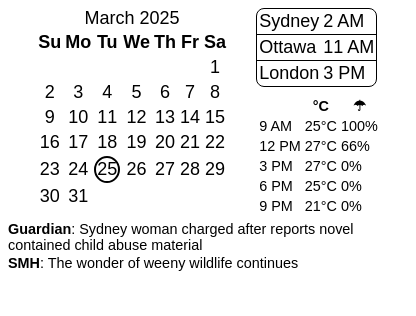 March 2025
Su Mo Tu We Th Fr Sa
1
2 3 4 5 6 7 8
9 10 11 12 13 14 15
16 17 18 19 20 21 22
23 24 25 26 27 28 29
30 31
Sydney 2 AM
Ottawa 11 AM
London 3 PM
°C ☂
9 AM 25°C 100%
12 PM 27°C 66%
3 PM 27°C 0%
6 PM 25°C 0%
9 PM 21°C 0%
Guardian: Sydney woman charged after reports novel
contained child abuse material
SMH: The wonder of weeny wildlife continues